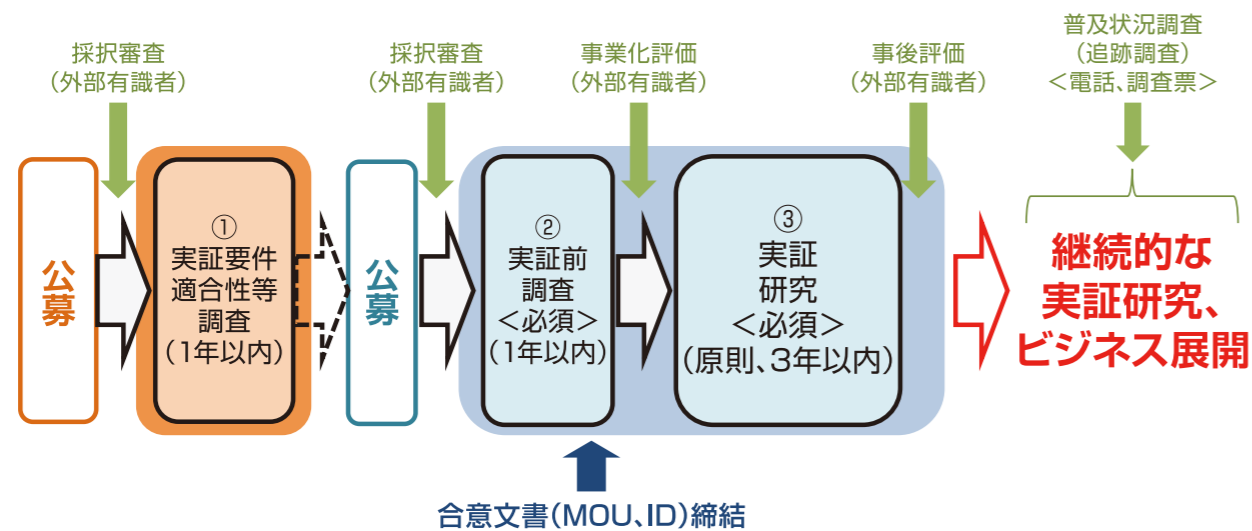 採択審査
（外部有識者）
採択審査
（外部有識者）
事業化評価
（外部有識者）
事後評価
（外部有識者）
普及状況調査
（追跡調査）
＜電話、調査票＞
公募
①
実証要件
適合性等
調査
（1年以内）
公募
②
実証前
調査
＜必須＞
（1年以内）
③
実証
研究
＜必須＞
（原則、3年以内）
継続的な
実証研究、
ビジネス展開
合意文書（MOU、ID）締結